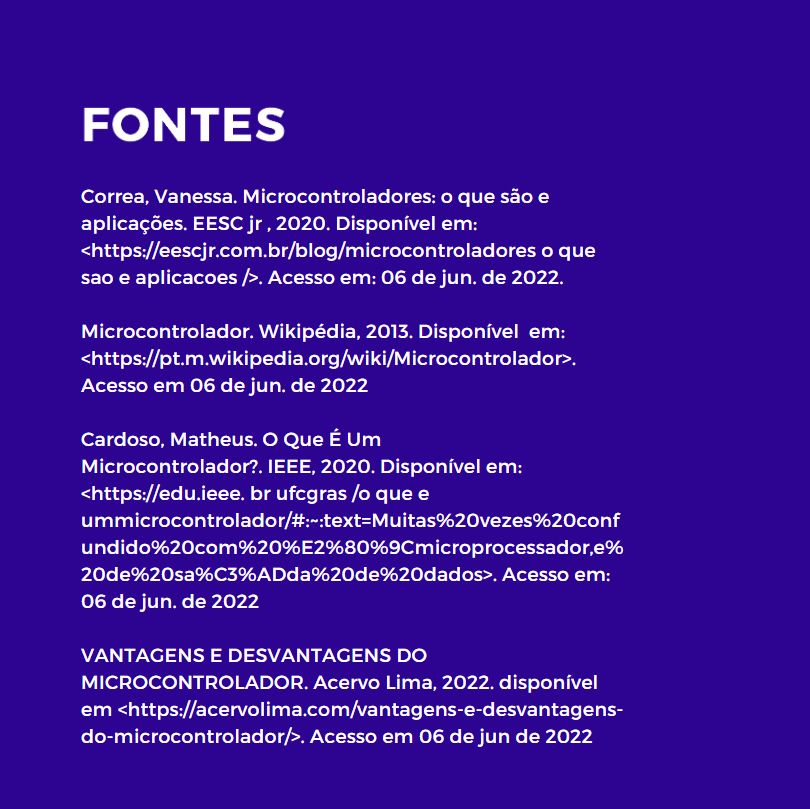 FONTES
Correa, Vanessa. Microcontroladores: o que são e
aplicações. EESC jr , 2020. Disponível em:
<https://eescjr.com.br/blog/microcontroladores o que
sao e aplicacoes />. Acesso em: 06 de jun. de 2022.
Microcontrolador. Wikipédia, 2013. Disponível  em:
<https://pt.m.wikipedia.org/wiki/Microcontrolador>.
Acesso em 06 de jun. de 2022
Cardoso, Matheus. O Que É Um
Microcontrolador?. IEEE, 2020. Disponível em:
<https://edu.ieee. br ufcgras /o que e
ummicrocontrolador/#:~:text=Muitas%20vezes%20conf
undido%20com%20%E2%80%9Cmicroprocessador,e%
20de%20sa%C3%ADda%20de%20dados>. Acesso em:
06 de jun. de 2022
VANTAGENS E DESVANTAGENS DO
MICROCONTROLADOR. Acervo Lima, 2022. disponível
em <https://acervolima.com/vantagens-e-desvantagens-
do-microcontrolador/>. Acesso em 06 de jun de 2022